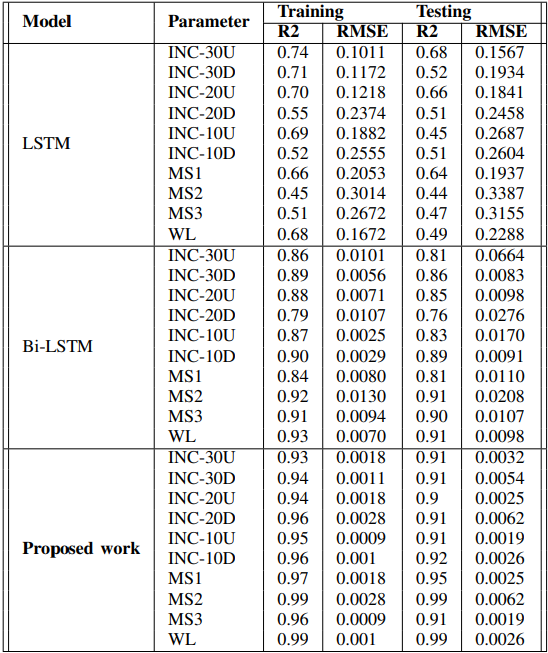 Model Parameter Training Testing
R2 RMSE R2 RMSE
INC-30U 0.74 0.1011 0.68 0.1567
INC-30D 0.71 0.1172 0.52 0.1934
INC-20U 0.70 0.1218 0.66 0.1841
INC-20D 0.55 0.2374 0.51 0.2458
LSTM INC-10U 0.69 0.1882 0.45 0.2687
INC-10D 0.52 0.2555 0.51 0.2604
MS1 0.66 0.2053 0.64 0.1937
MS2 0.45 0.3014 0.44 0.3387
MS3 0.51 0.2672 0.47 0.3155
WL 0.68 0.1672 0.49 0.2288
INC-30U 0.86 0.0101 0.81 0.0664
INC-30D 0.89 0.0056 0.86 0.0083
INC-20U 0.88 0.0071 0.85 0.0098
INC-20D 0.79 0.0107 0.76 0.0276
Bi-LSTM INC-10U 0.87 0.0025 0.83 0.0170
INC-10D 0.90 0.0029 0.89 0.0091
MS1 0.84 0.0080 0.81 0.0110
MS2 0.92 0.0130 0.91 0.0208
MS3 0.91 0.0094 0.90 0.0107
WL 0.93 0.0070 0.91 0.0098
INC-30U 0.93 0.0018 0.91 0.0032
INC-30D 0.94 0.0011 0.91 0.0054
INC-20U 0.94 0.0018 0.9 0.0025
INC-20D 0.96 0.0028 0.91 0.0062
Proposed work INC-10U 0.95 0.0009 0.91 0.0019
INC-10D 0.96 0.001 0.92 0.0026
MS1 0.97 0.0018 0.95 0.0025
MS2 0.99 0.0028 0.99 0.0062
MS3 0.96 0.0009 0.91 0.0019
WL 0.99 0.001 0.99 0.0026